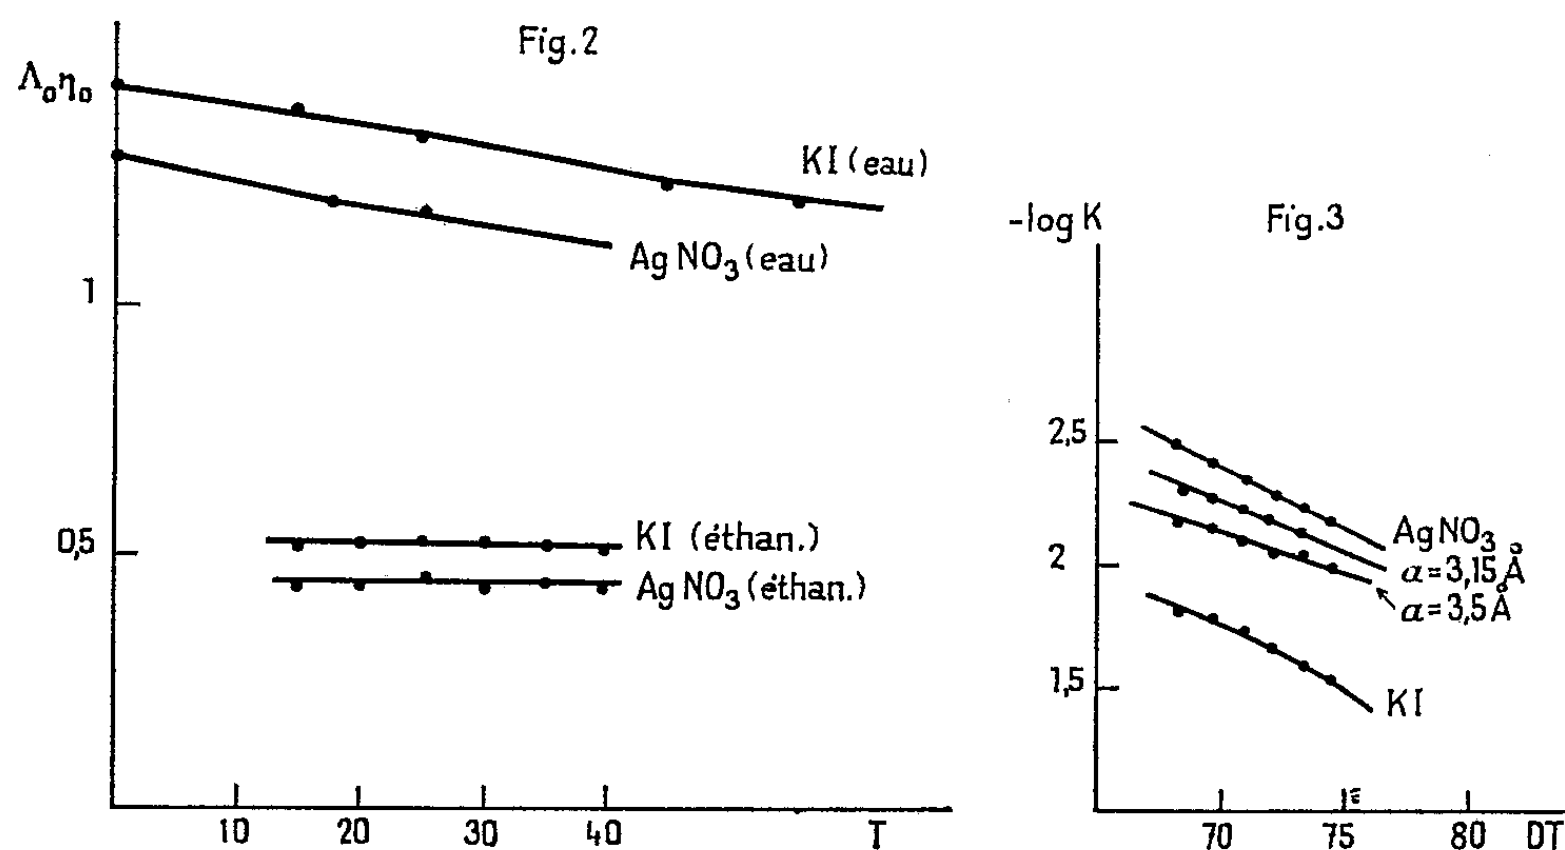 Fig.2
Λ₀η₀
KI (eau)
Ag NO₃ (eau)
1
0,5
KI (éthan.)
Ag NO₃ (éthan.)
10 20 30 40 T
Fig.3
-log K
2,5
2
1,5
Ag NO₃
a=3,15 Å
a=3,5 Å
KI
70 75 80 DT